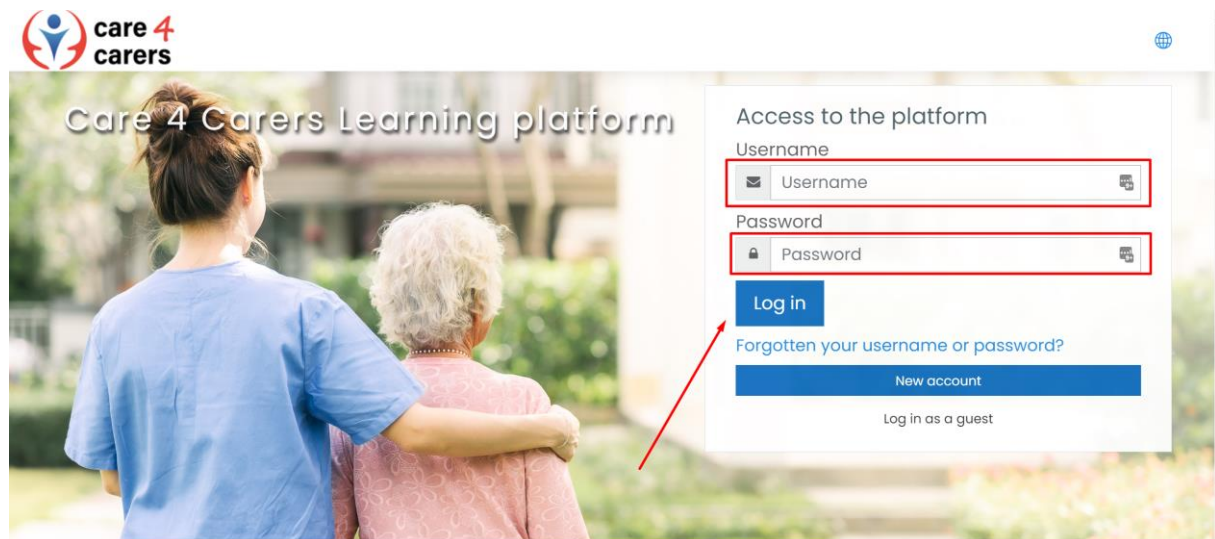 care 4
carers
Care 4 Carers Learning platform
Access to the platform
Username
Username
Password
Password
Log in
Forgotten your username or password?
New account
Log in as a guest